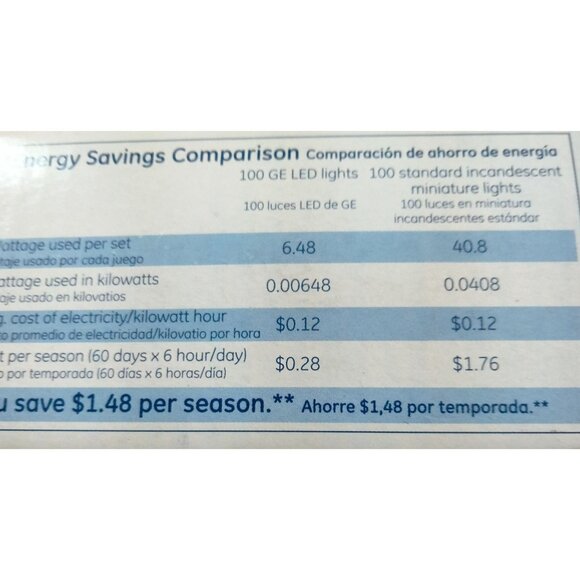 nergy Savings Comparison Comparación de ahorro de energía
100 GE LED lights 100 standard incandescent
miniature lights
100 luces LED de GE 100 luces en miniatura
incandescentes estándar
attage used per set 6.48 40.8
taje usado por cada juego
attage used in kilowatts 0.00648 0.0408
aje usado en kilovatios
g. cost of electricity/kilowatt hour $0.12 $0.12
o promedio de electricidad/kilovatio por hora
t per season (60 days x 6 hour/day) $0.28 $1.76
o por temporada (60 días x 6 horas/día)
u save $1.48 per season.** Ahorre $1,48 por temporada.**